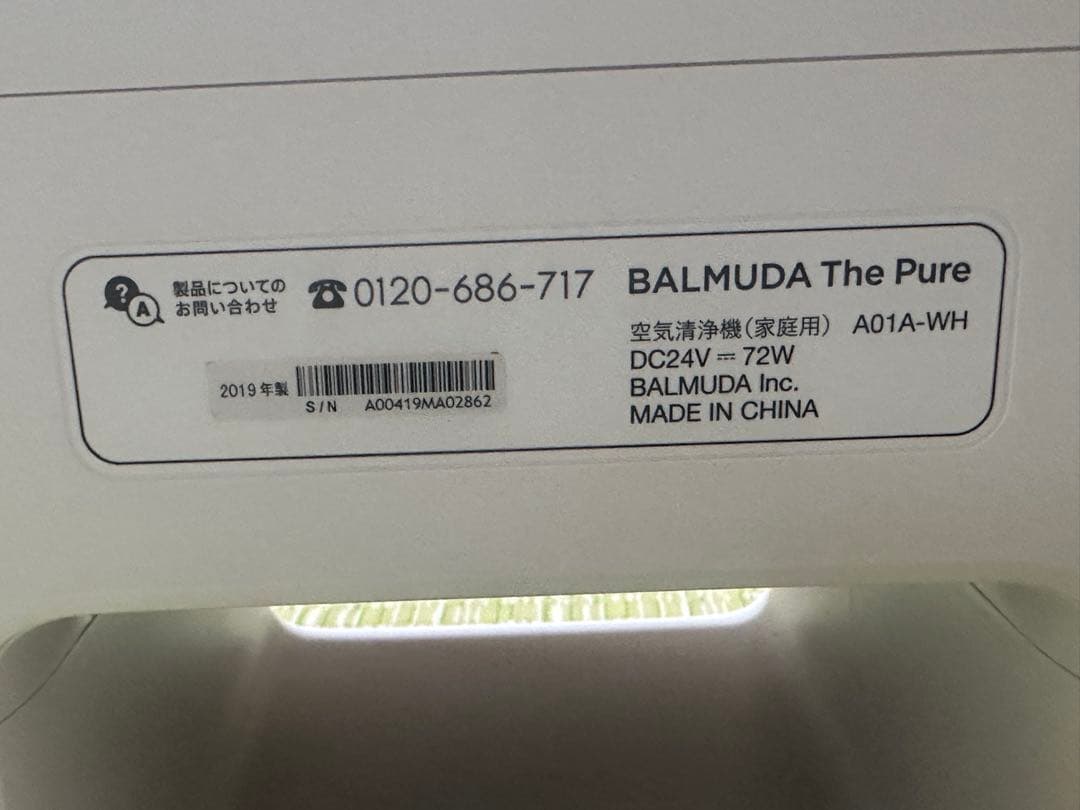 ? A
製品についての
お問い合わせ
☎0120-686-717
2019年製
S/N A00419MA02862
BALMUDA The Pure
空気清浄機(家庭用) A01A-WH
DC24V⎓72W
BALMUDA Inc.
MADE IN CHINA